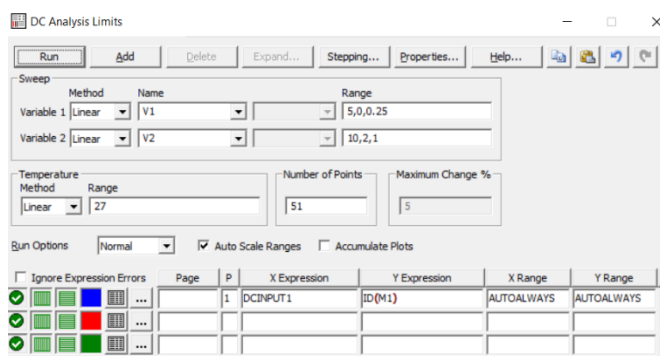 DC Analysis Limits
Run Add Delete Expand... Stepping... Properties... Help...
Sweep
Method Name Range
Variable 1 Linear V1 5,0,0.25
Variable 2 Linear V2 10,2,1
Temperature Number of Points Maximum Change %
Method Range
Linear 27 51 5
Run Options Normal Auto Scale Ranges Accumulate Plots
Ignore Expression Errors Page P X Expression Y Expression X Range Y Range
... 1 DCINPUT1 ID(M1) AUTOALWAYS AUTOALWAYS
...
...